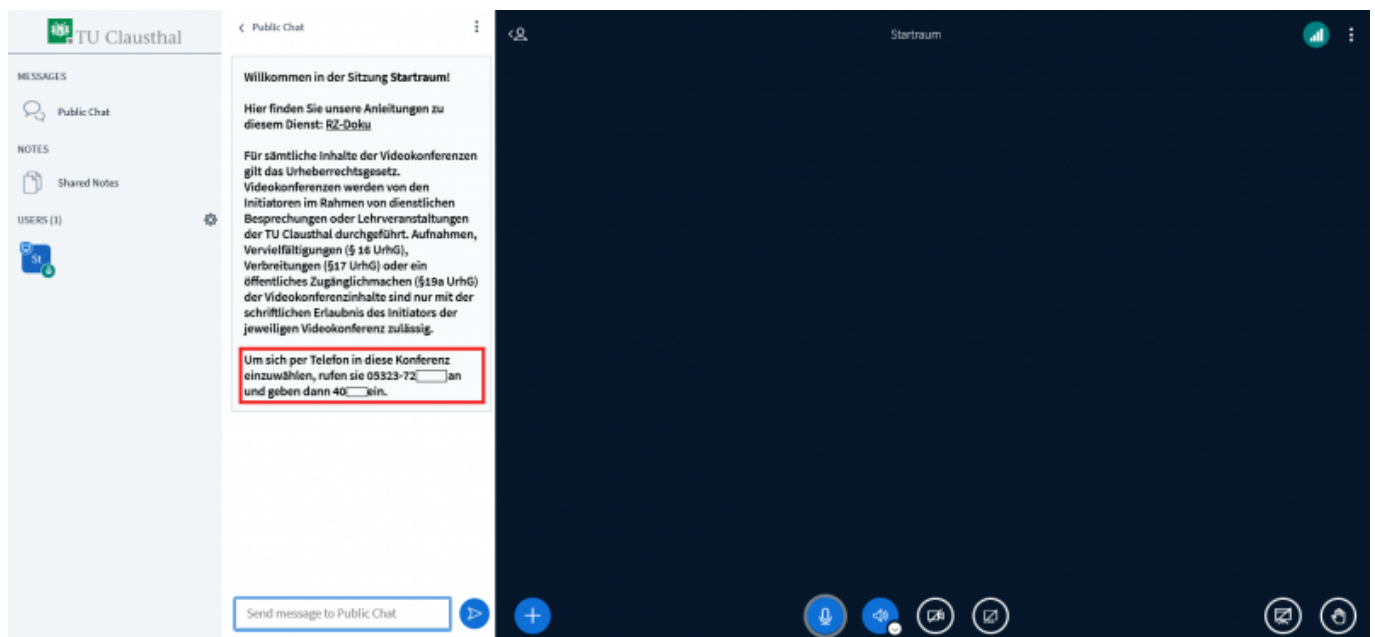 TU Clausthal
MESSAGES
Public Chat
NOTES
Shared Notes
USERS (1)
St
Public Chat
Willkommen in der Sitzung Startraum!
Hier finden Sie unsere Anleitungen zu
diesem Dienst: RZ-Doku
Für sämtliche Inhalte der Videokonferenzen
gilt das Urheberrechtsgesetz.
Videokonferenzen werden von den
Initiatoren im Rahmen von dienstlichen
Besprechungen oder Lehrveranstaltungen
der TU Clausthal durchgeführt. Aufnahmen,
Vervielfältigungen (§ 16 UrhG),
Verbreitungen (§17 UrhG) oder ein
öffentliches Zugänglichmachen (§19a UrhG)
der Videokonferenzinhalte sind nur mit der
schriftlichen Erlaubnis des Initiators der
jeweiligen Videokonferenz zulässig.
Um sich per Telefon in diese Konferenz
einzuwählen, rufen sie 05323-72 an
und geben dann 40 ein.
Send message to Public Chat
Startraum